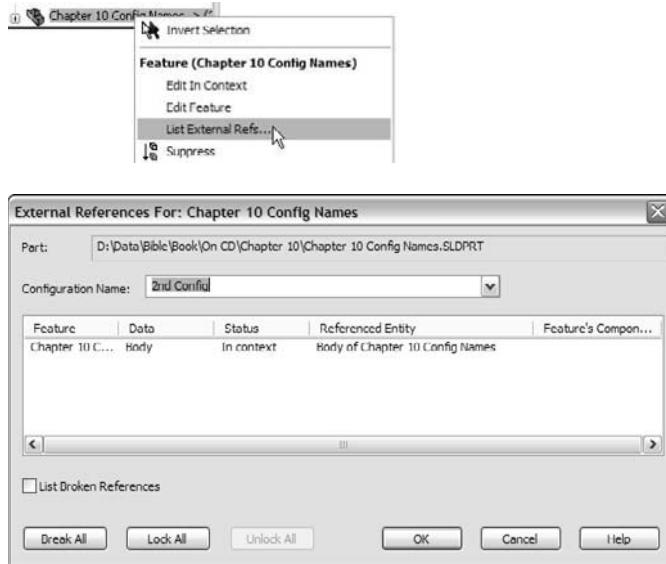 Chapter 10 Config Names ->
Invert Selection
Feature (Chapter 10 Config Names)
Edit In Context
Edit Feature
List External Refs...
Suppress
External References For: Chapter 10 Config Names
Part: D:\Data\Bible\Book\On CD\Chapter 10\Chapter 10 Config Names.SLDPRT
Configuration Name: 2nd Config
Feature Data Status Referenced Entity Feature's Compon...
Chapter 10 C... Body In context Body of Chapter 10 Config Names
List Broken References
Break All Lock All Unlock All OK Cancel Help